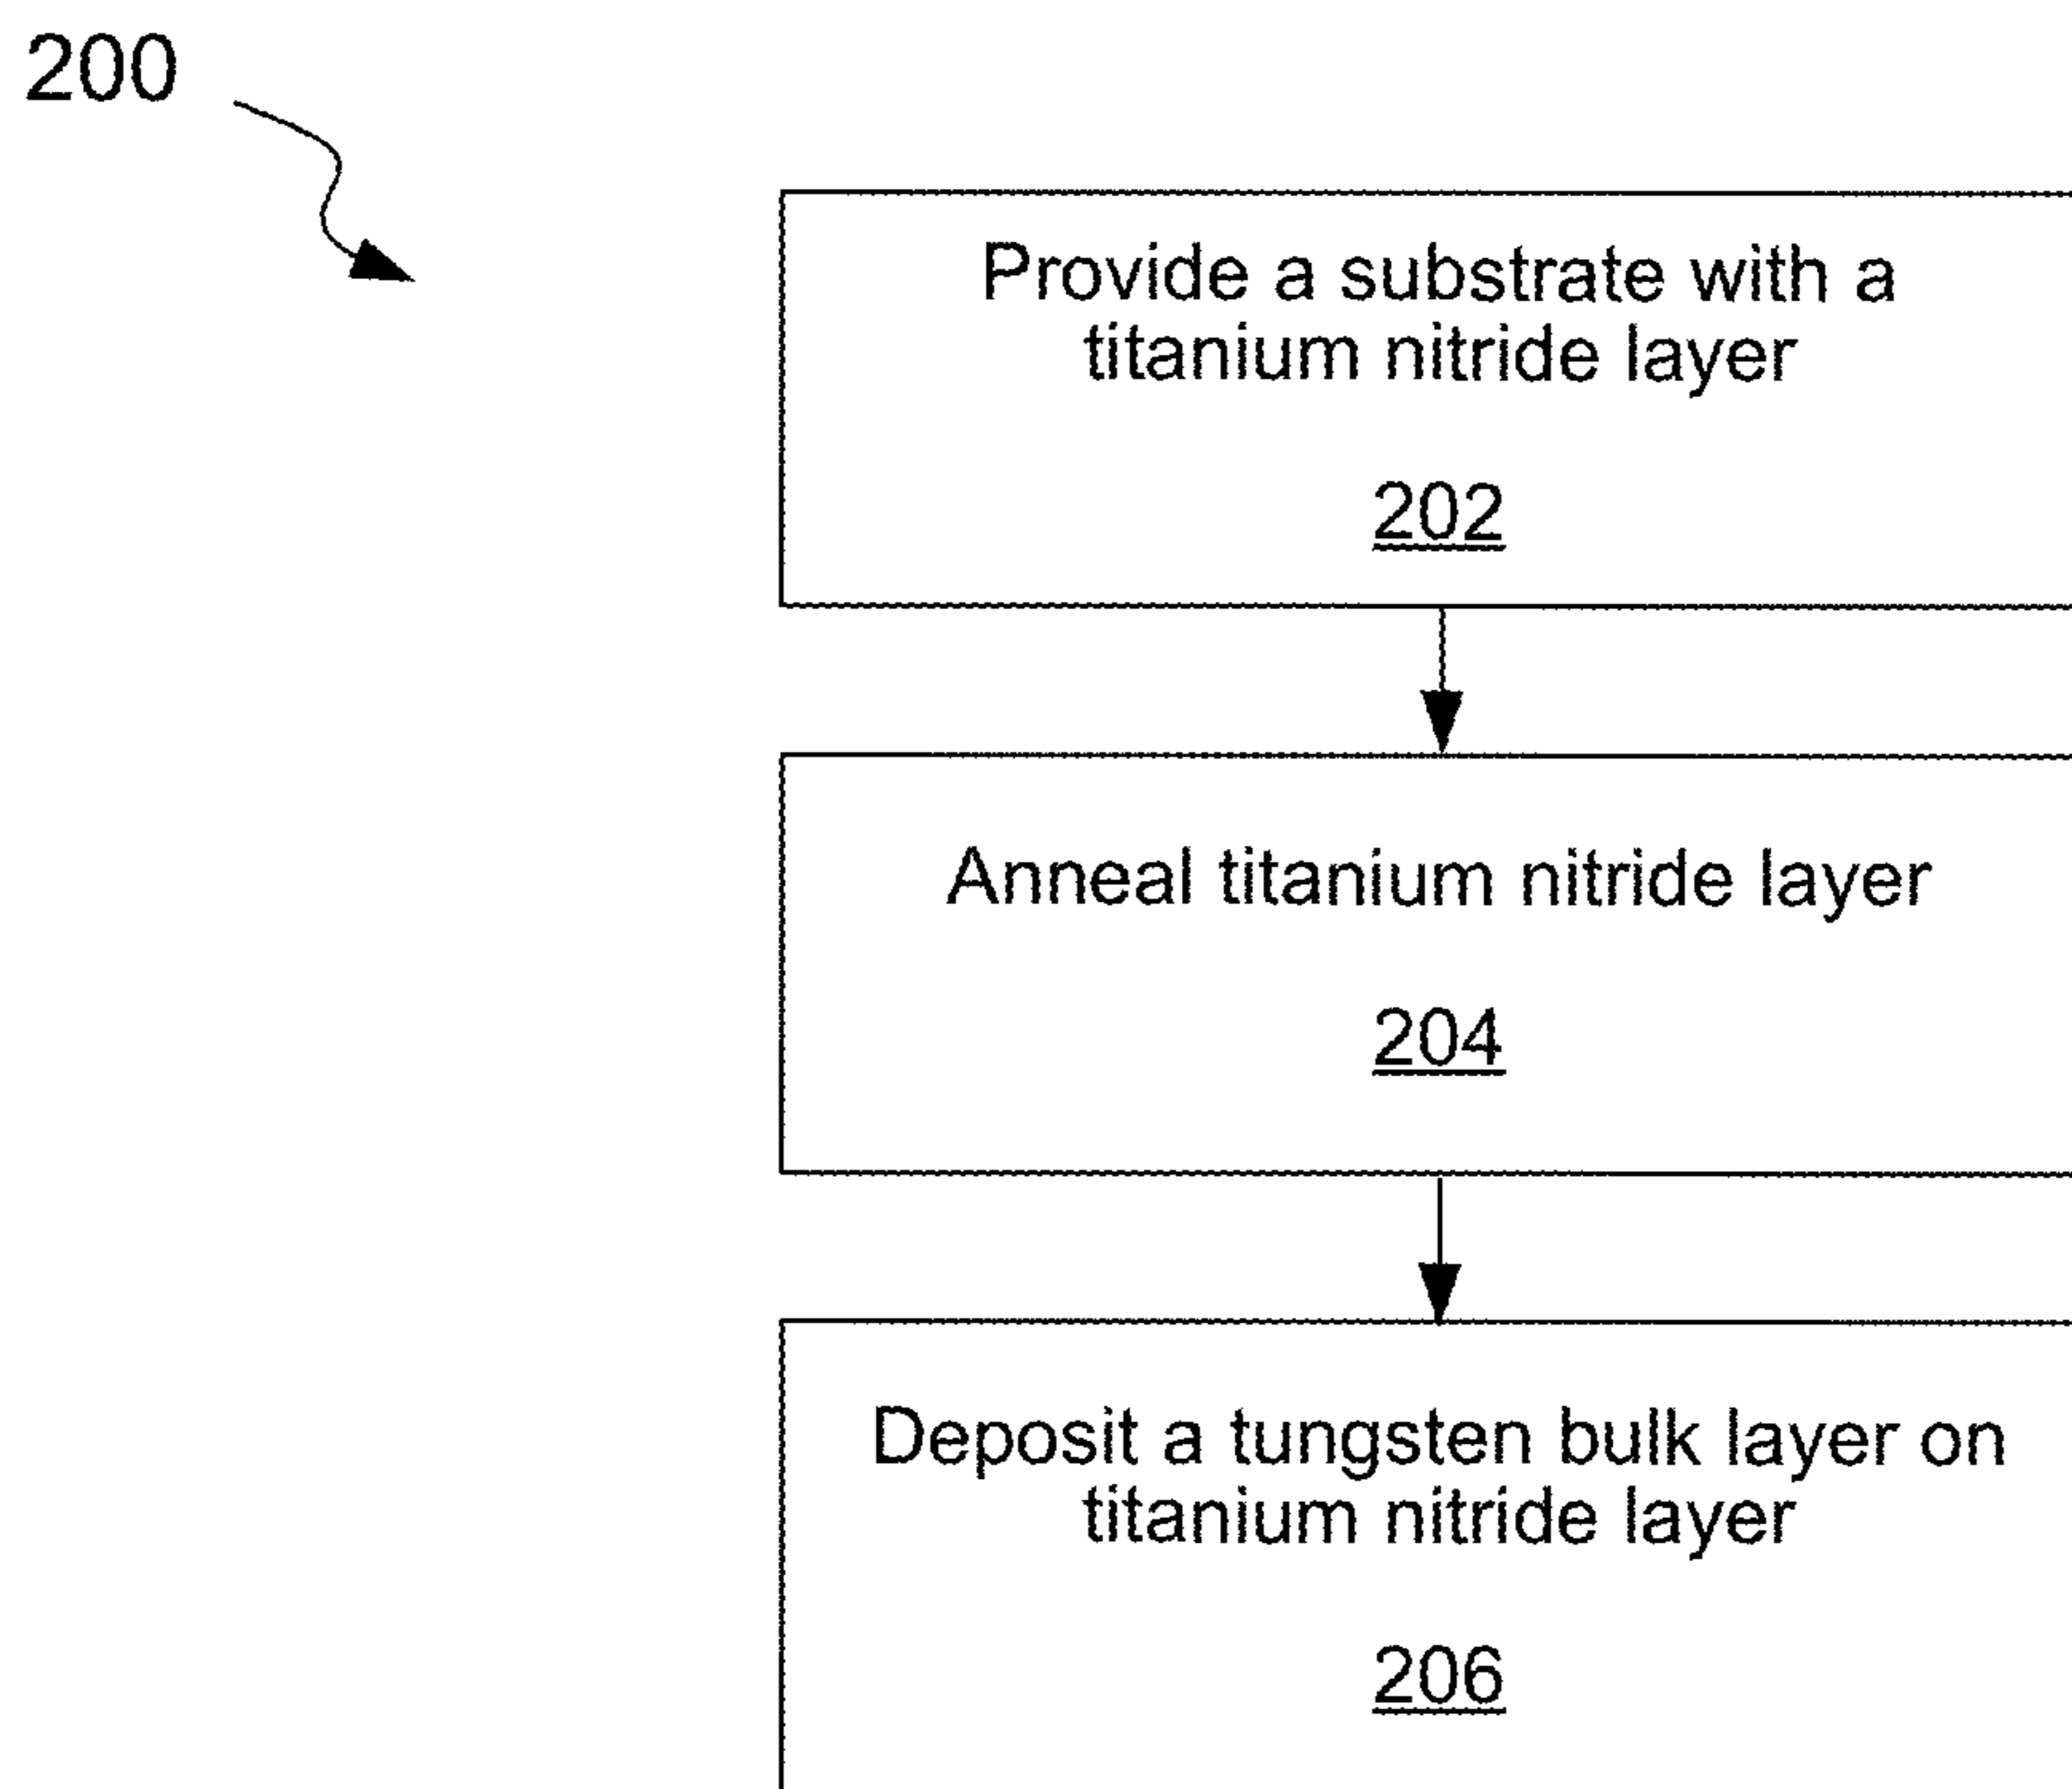 200
Provide a substrate with a
titanium nitride layer
202
Anneal titanium nitride layer
204
Deposit a tungsten bulk layer on
titanium nitride layer
206